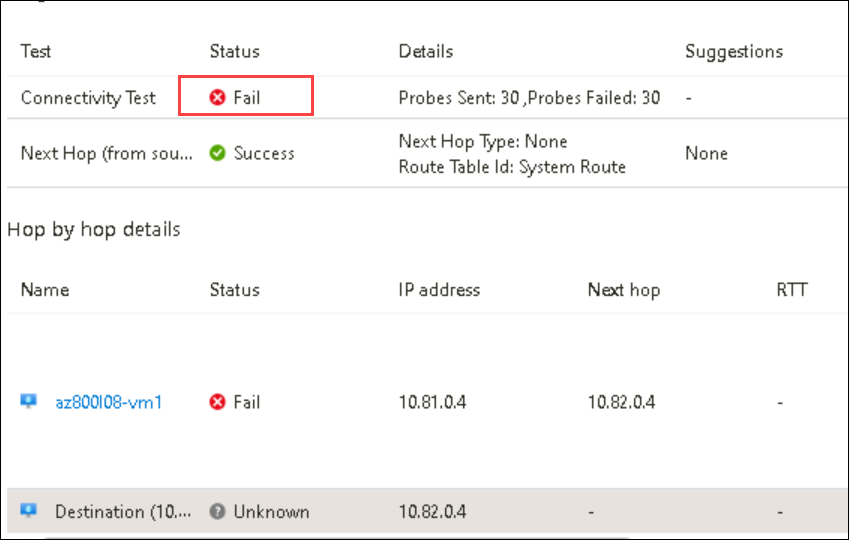 Test Status Details Suggestions
Connectivity Test Fail Probes Sent: 30 ,Probes Failed: 30 -
Next Hop (from sou... Success Next Hop Type: None None
Route Table Id: System Route
Hop by hop details
Name Status IP address Next hop RTT
az800l08-vm1 Fail 10.81.0.4 10.82.0.4 -
Destination (10.... Unknown 10.82.0.4 - -